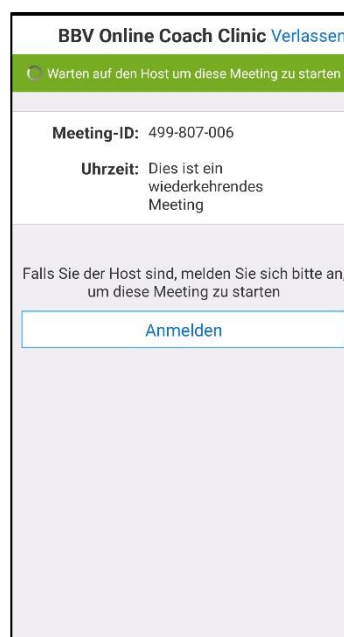 BBV Online Coach Clinic Verlassen
Warten auf den Host um diese Meeting zu starten
Meeting-ID: 499-807-006
Uhrzeit: Dies ist ein
wiederkehrendes
Meeting
Falls Sie der Host sind, melden Sie sich bitte an,
um diese Meeting zu starten
Anmelden